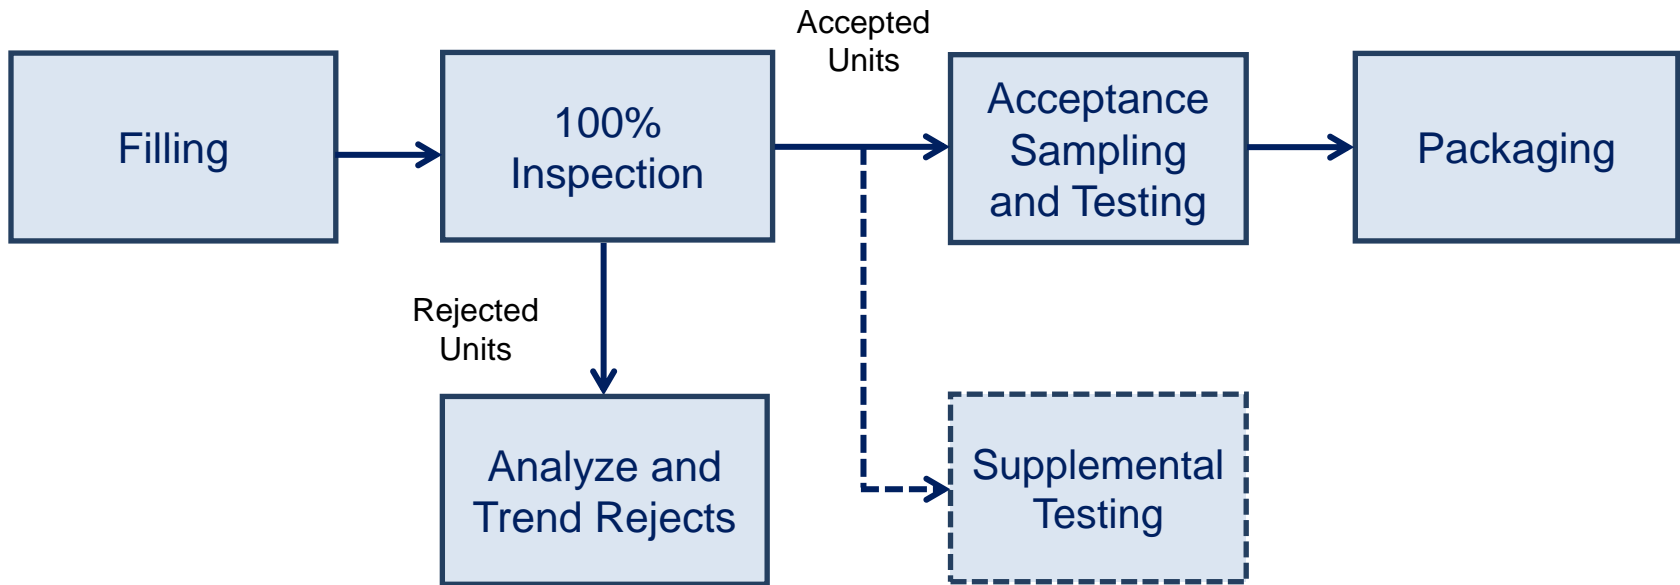 Filling
100%
Inspection
Accepted
Units
Acceptance
Sampling
and Testing
Packaging
Rejected
Units
Analyze and
Trend Rejects
Supplemental
Testing